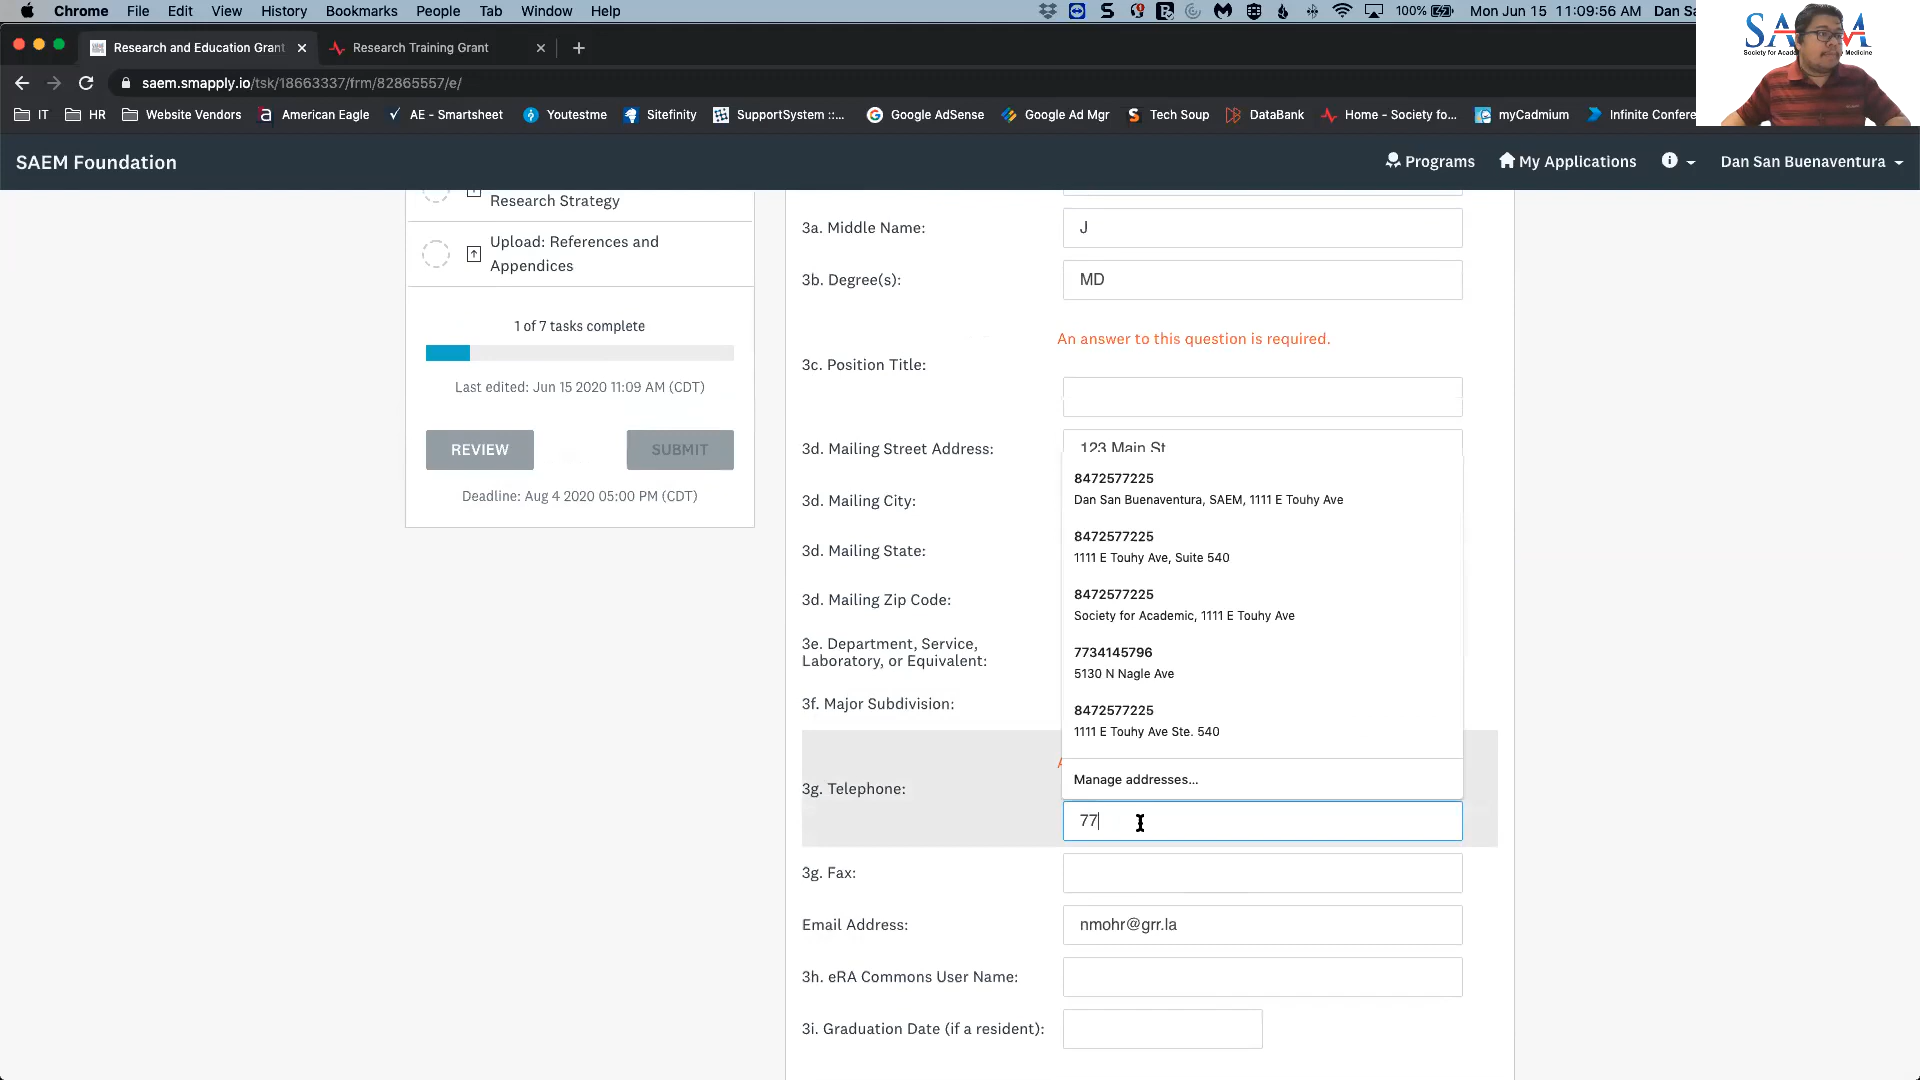 Chrome File Edit View History Bookmarks People Tab Window Help
100% Mon Jun 15 11:09:56 AM Dan Sa
Research and Education Grant
Research Training Grant
saem.smapply.io/tsk/18663337/frm/82865557/e/
IT HR Website Vendors American Eagle AE - Smartsheet Youtestme Sitefinity SupportSystem ::... Google AdSense Google Ad Mgr Tech Soup DataBank Home - Society fo... myCadmium Infinite Confere
SAEM Foundation
Programs My Applications Dan San Buenaventura
Research Strategy
Upload: References and
Appendices
1 of 7 tasks complete
Last edited: Jun 15 2020 11:09 AM (CDT)
REVIEW SUBMIT
Deadline: Aug 4 2020 05:00 PM (CDT)
3a. Middle Name: J
3b. Degree(s): MD
An answer to this question is required.
3c. Position Title:
3d. Mailing Street Address: 123 Main St
3d. Mailing City:
3d. Mailing State:
3d. Mailing Zip Code:
3e. Department, Service,
Laboratory, or Equivalent:
3f. Major Subdivision:
8472577225
Dan San Buenaventura, SAEM, 1111 E Touhy Ave
8472577225
1111 E Touhy Ave, Suite 540
8472577225
Society for Academic, 1111 E Touhy Ave
7734145796
5130 N Nagle Ave
8472577225
1111 E Touhy Ave Ste. 540
Manage addresses...
3g. Telephone: 77
3g. Fax:
Email Address: nmohr@grr.la
3h. eRA Commons User Name:
3i. Graduation Date (if a resident):